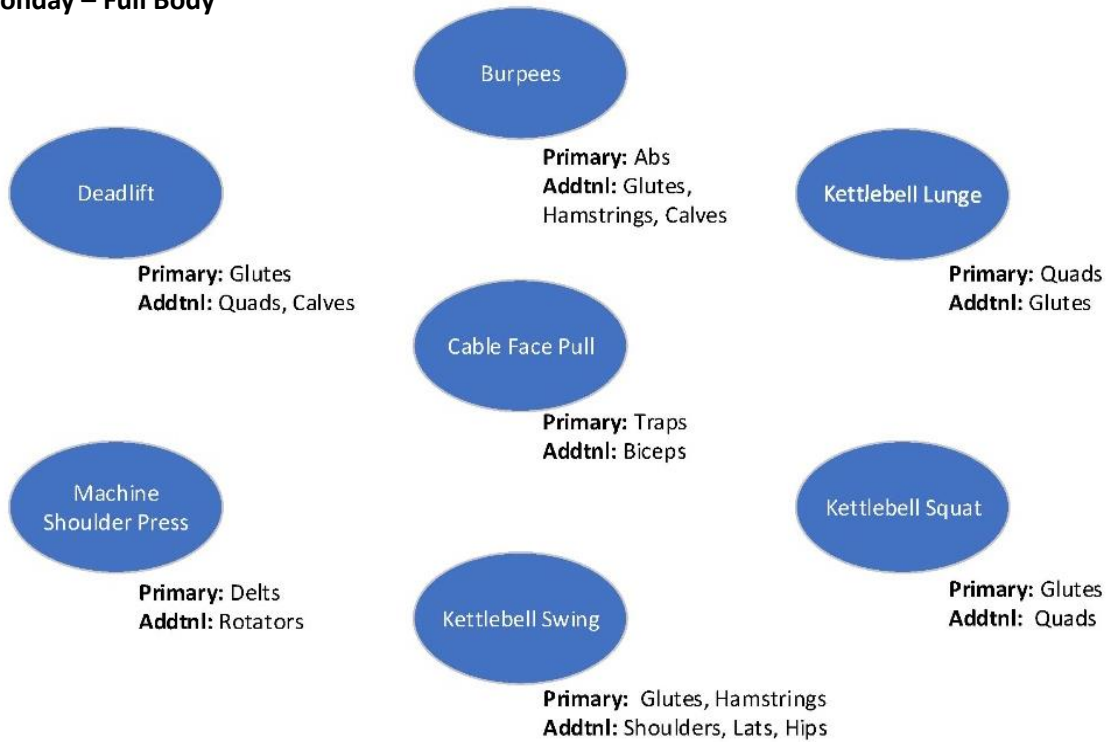 onday – Full Body
Burpees
Primary: Abs
Addtnl: Glutes,
Hamstrings, Calves
Deadlift
Primary: Glutes
Addtnl: Quads, Calves
Kettlebell Lunge
Primary: Quads
Addtnl: Glutes
Cable Face Pull
Primary: Traps
Addtnl: Biceps
Machine
Shoulder Press
Primary: Delts
Addtnl: Rotators
Kettlebell Squat
Primary: Glutes
Addtnl: Quads
Kettlebell Swing
Primary: Glutes, Hamstrings
Addtnl: Shoulders, Lats, Hips